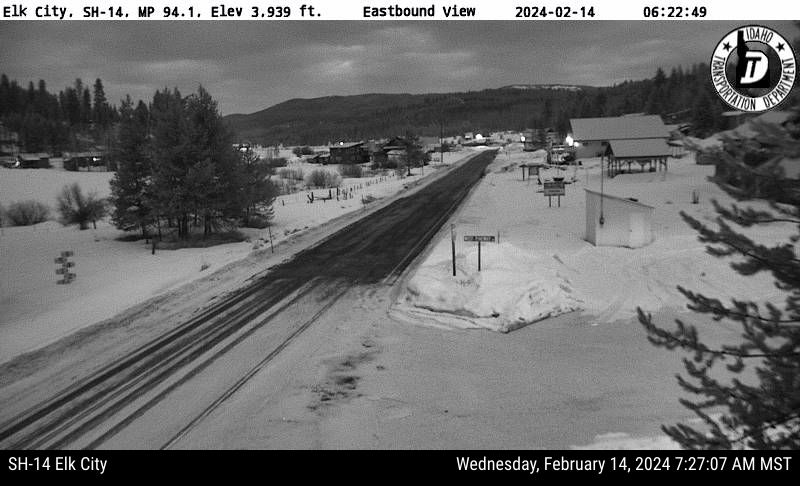 Elk City, SH-14, MP 94.1, Elev 3,939 ft. Eastbound View 2024-02-14 06:22:49
IDAHO
TRANSPORTATION DEPARTMENT
SH-14 Elk City Wednesday, February 14, 2024 7:27:07 AM MST